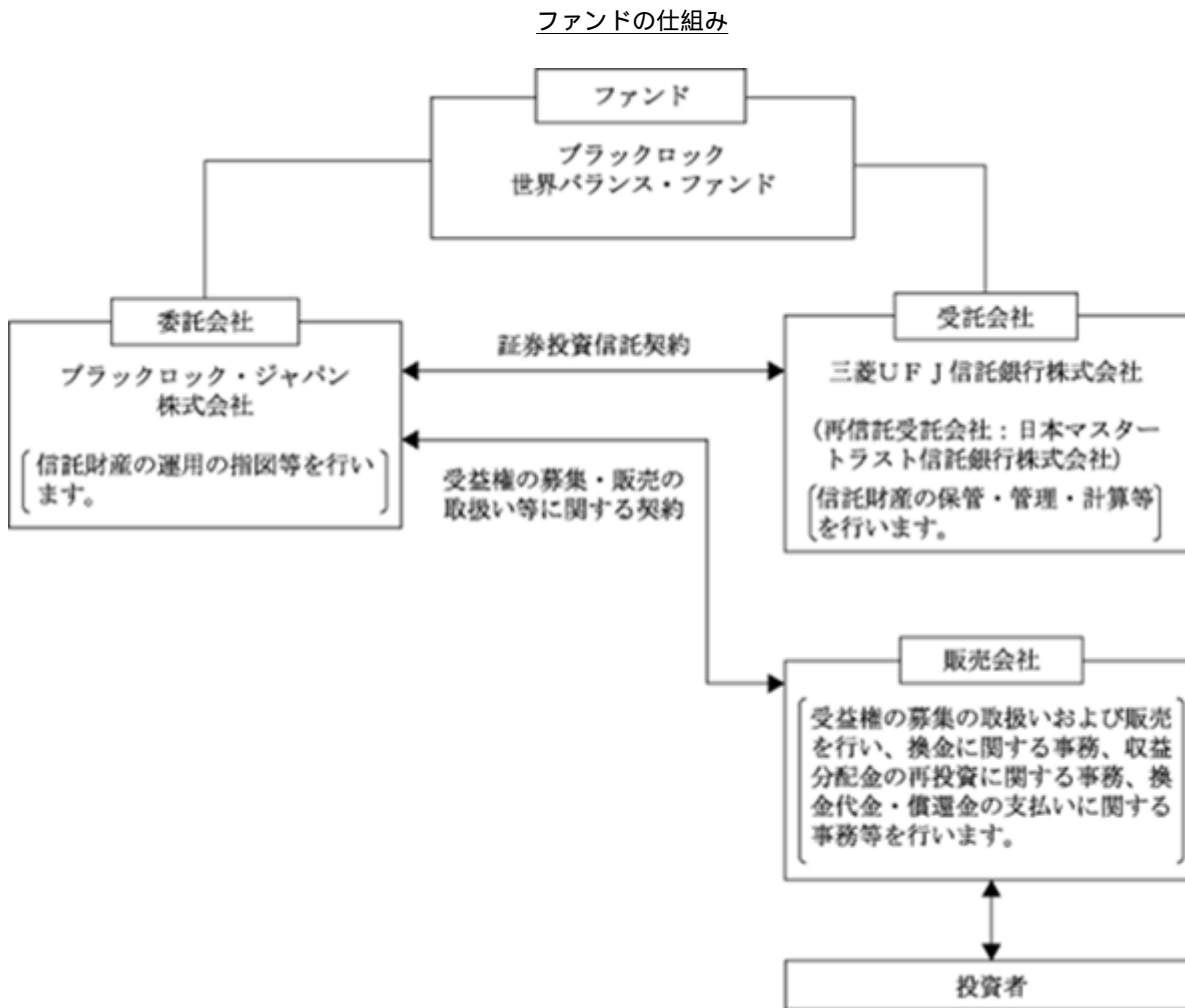 ファンドの仕組み
ファンド
ブラックロック
世界バランス・ファンド
委託会社
ブラックロック・ジャパン
株式会社
信託財産の運用の指図等を行い
ます。
証券投資信託契約
受益権の募集・販売の
取扱い等に関する契約
受託会社
三菱UFJ信託銀行株式会社
(再信託受託会社:日本マスター
トラスト信託銀行株式会社)
信託財産の保管・管理・計算等
を行います。
販売会社
受益権の募集の取扱いおよび販売
を行い、換金に関する事務、収益
分配金の再投資に関する事務、換
金代金・償還金の支払いに関する
事務等を行います。
投資者